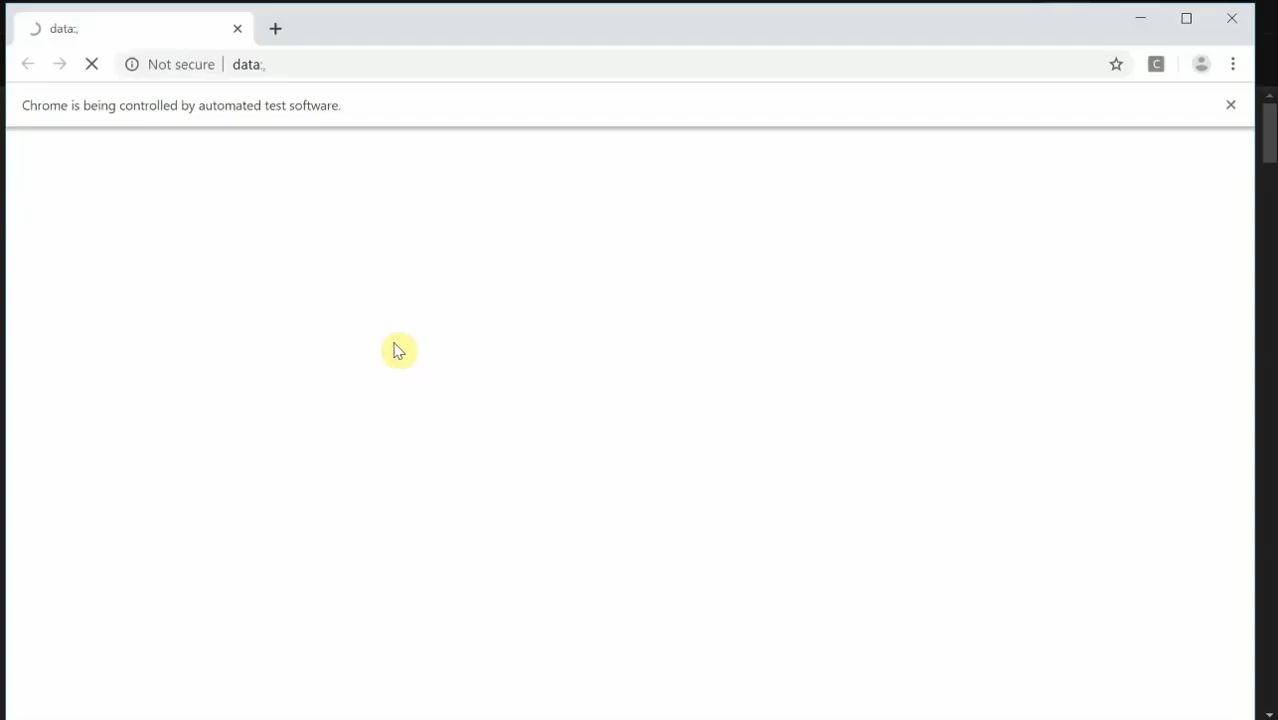 data:,
Not secure data:,
C
Chrome is being controlled by automated test software.